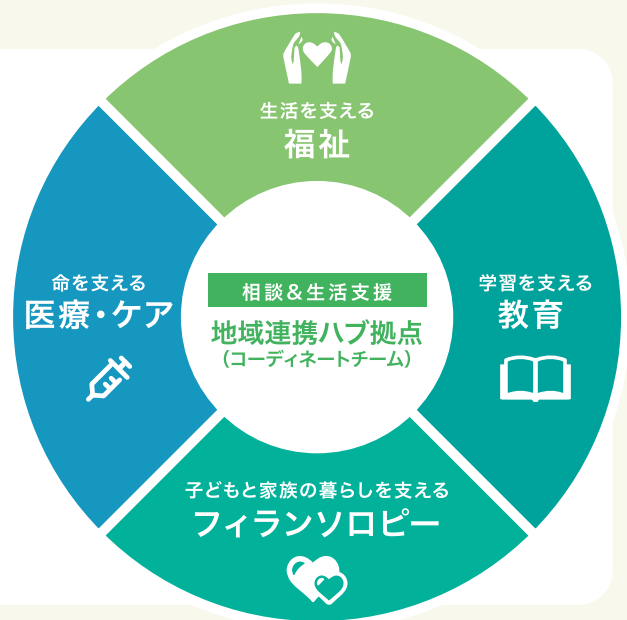 生活を支える
福祉
命を支える
医療・ケア
相談＆生活支援
地域連携ハブ拠点
（コーディネートチーム）
学習を支える
教育
子どもと家族の暮らしを支える
フィランソロピー